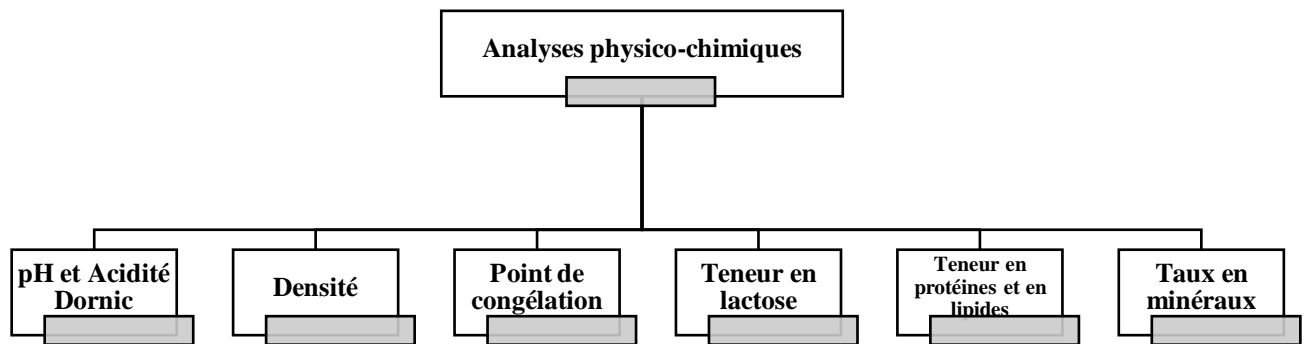 Analyses physico-chimiques
pH et Acidité
Dornic
Densité
Point de
congélation
Teneur en
lactose
Teneur en
protéines et en
lipides
Taux en
minéraux